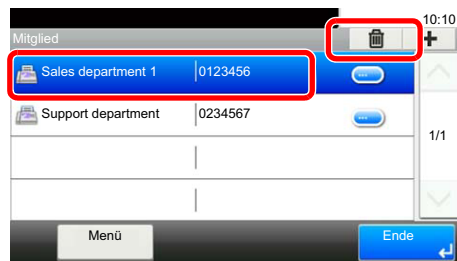 10:10
Mitglied
Sales department 1 0123456
Support department 0234567
1/1
Menü Ende